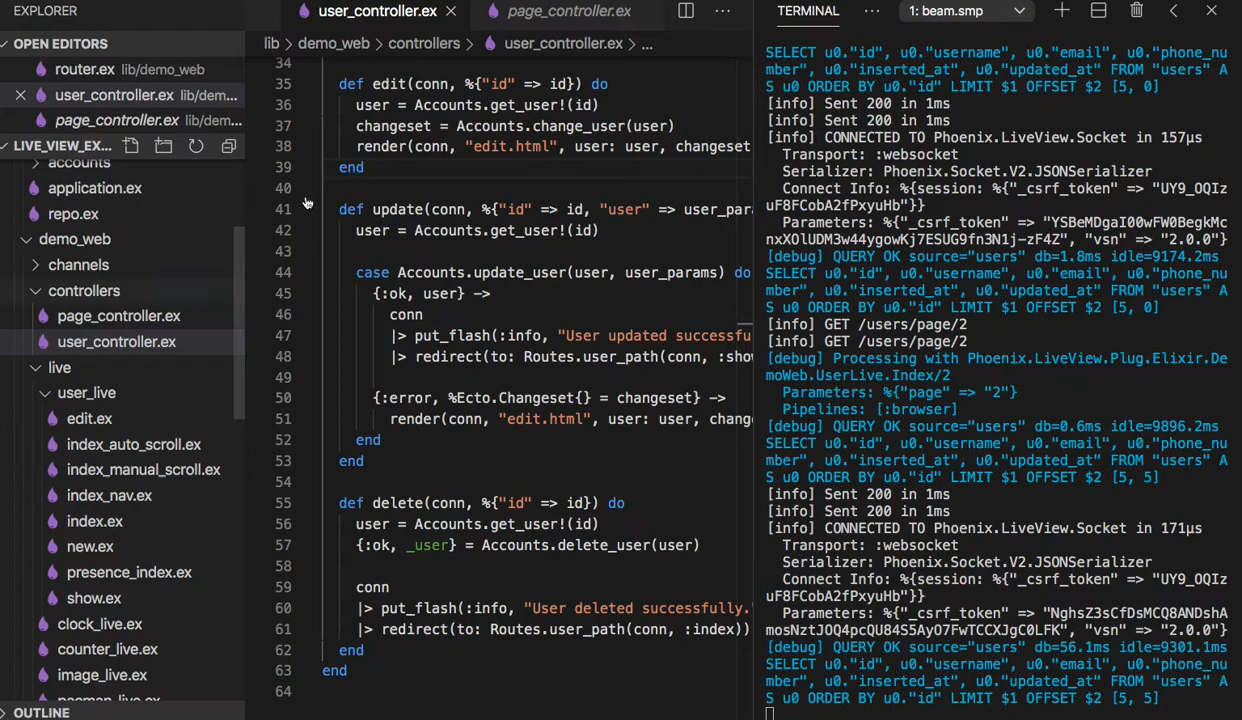 EXPLORER
OPEN EDITORS
router.ex lib/demo_web
user_controller.ex lib/dem...
page_controller.ex lib/dem...
LIVE_VIEW_EX...
accounts
application.ex
repo.ex
demo_web
channels
controllers
page_controller.ex
user_controller.ex
live
user_live
edit.ex
index_auto_scroll.ex
index_manual_scroll.ex
index_nav.ex
index.ex
new.ex
presence_index.ex
show.ex
clock_live.ex
counter_live.ex
image_live.ex
pacman_live.ex
OUTLINE
user_controller.ex
page_controller.ex
lib > demo_web > controllers > user_controller.ex > ...
34
35 def edit(conn, %{"id" => id}) do
36 user = Accounts.get_user!(id)
37 changeset = Accounts.change_user(user)
38 render(conn, "edit.html", user: user, changeset
39 end
40
41 def update(conn, %{"id" => id, "user" => user_par
42 user = Accounts.get_user!(id)
43
44 case Accounts.update_user(user, user_params) do
45 {:ok, user} ->
46 conn
47 |> put_flash(:info, "User updated successfu
48 |> redirect(to: Routes.user_path(conn, :sho
49
50 {:error, %Ecto.Changeset{} = changeset} ->
51 render(conn, "edit.html", user: user, chang
52 end
53 end
54
55 def delete(conn, %{"id" => id}) do
56 user = Accounts.get_user!(id)
57 {:ok, _user} = Accounts.delete_user(user)
58
59 conn
60 |> put_flash(:info, "User deleted successfully.
61 |> redirect(to: Routes.user_path(conn, :index))
62 end
63 end
64
TERMINAL ... 1: beam.smp
SELECT u0."id", u0."username", u0."email", u0."phone_nu
mber", u0."inserted_at", u0."updated_at" FROM "users" A
S u0 ORDER BY u0."id" LIMIT $1 OFFSET $2 [5, 0]
[info] Sent 200 in 1ms
[info] Sent 200 in 1ms
[info] CONNECTED TO Phoenix.LiveView.Socket in 157µs
Transport: :websocket
Serializer: Phoenix.Socket.V2.JSONSerializer
Connect Info: %{session: %{"_csrf_token" => "UY9_OQIz
uF8FCobA2fPxyuHb"}}
Parameters: %{"_csrf_token" => "YSBeMDgaI00wFW0BegkMc
nxXOlUDM3w44ygowKj7ESUG9fn3N1j-zF4Z", "vsn" => "2.0.0"}
[debug] QUERY OK source="users" db=1.8ms idle=9174.2ms
SELECT u0."id", u0."username", u0."email", u0."phone_nu
mber", u0."inserted_at", u0."updated_at" FROM "users" A
S u0 ORDER BY u0."id" LIMIT $1 OFFSET $2 [5, 0]
[info] GET /users/page/2
[info] GET /users/page/2
[debug] Processing with Phoenix.LiveView.Plug.Elixir.De
moWeb.UserLive.Index/2
Parameters: %{"page" => "2"}
Pipelines: [:browser]
[debug] QUERY OK source="users" db=0.6ms idle=9896.2ms
SELECT u0."id", u0."username", u0."email", u0."phone_nu
mber", u0."inserted_at", u0."updated_at" FROM "users" A
S u0 ORDER BY u0."id" LIMIT $1 OFFSET $2 [5, 5]
[info] Sent 200 in 1ms
[info] Sent 200 in 1ms
[info] CONNECTED TO Phoenix.LiveView.Socket in 171µs
Transport: :websocket
Serializer: Phoenix.Socket.V2.JSONSerializer
Connect Info: %{session: %{"_csrf_token" => "UY9_OQIz
uF8FCobA2fPxyuHb"}}
Parameters: %{"_csrf_token" => "NghsZ3sCfDsMCQ8ANDshA
mosNztJOQ4pcQU84S5AyO7FwTCCXJgC0LFK", "vsn" => "2.0.0"}
[debug] QUERY OK source="users" db=56.1ms idle=9301.1ms
SELECT u0."id", u0."username", u0."email", u0."phone_nu
mber", u0."inserted_at", u0."updated_at" FROM "users" A
S u0 ORDER BY u0."id" LIMIT $1 OFFSET $2 [5, 5]